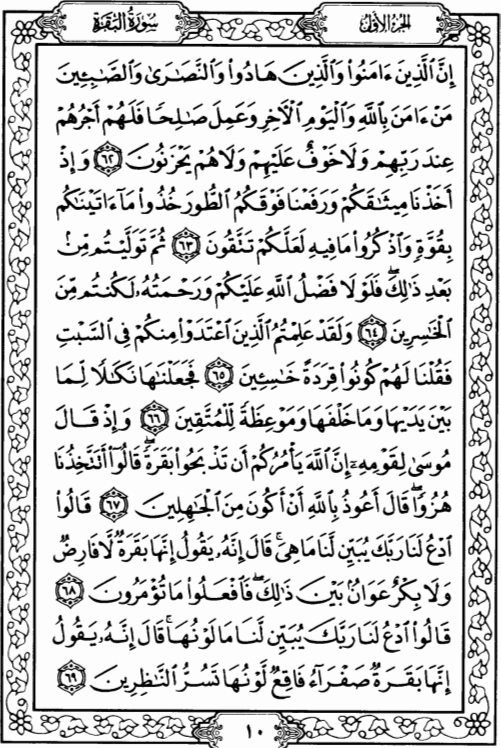 الجزء الأول
سورة البقرة
إِنَّ ٱلَّذِينَ ءَامَنُوا۟ وَٱلَّذِينَ هَادُوا۟ وَٱلنَّصَٰرَىٰ وَٱلصَّٰبِـِٔينَ
مَنْ ءَامَنَ بِٱللَّهِ وَٱلْيَوْمِ ٱلْءَاخِرِ وَعَمِلَ صَٰلِحًا فَلَهُمْ أَجْرُهُمْ
عِندَ رَبِّهِمْ وَلَا خَوْفٌ عَلَيْهِمْ وَلَا هُمْ يَحْزَنُونَ ٦٢ وَإِذْ
أَخَذْنَا مِيثَٰقَكُمْ وَرَفَعْنَا فَوْقَكُمُ ٱلطُّورَ خُذُوا۟ مَآ ءَاتَيْنَٰكُم
بِقُوَّةٍ وَٱذْكُرُوا۟ مَا فِيهِ لَعَلَّكُمْ تَتَّقُونَ ٦٣ ثُمَّ تَوَلَّيْتُم مِّنۢ
بَعْدِ ذَٰلِكَ ۖ فَلَوْلَا فَضْلُ ٱللَّهِ عَلَيْكُمْ وَرَحْمَتُهُۥ لَكُنتُم مِّنَ
ٱلْخَٰسِرِينَ ٦٤ وَلَقَدْ عَلِمْتُمُ ٱلَّذِينَ ٱعْتَدَوْا۟ مِنكُمْ فِى ٱلسَّبْتِ
فَقُلْنَا لَهُمْ كُونُوا۟ قِرَدَةً خَٰسِـِٔينَ ٦٥ فَجَعَلْنَٰهَا نَكَٰلًا لِّمَا
بَيْنَ يَدَيْهَا وَمَا خَلْفَهَا وَمَوْعِظَةً لِّلْمُتَّقِينَ ٦٦ وَإِذْ قَالَ
مُوسَىٰ لِقَوْمِهِۦٓ إِنَّ ٱللَّهَ يَأْمُرُكُمْ أَن تَذْبَحُوا۟ بَقَرَةً ۖ قَالُوٓا۟ أَتَتَّخِذُنَا
هُزُوًا ۖ قَالَ أَعُوذُ بِٱللَّهِ أَنْ أَكُونَ مِنَ ٱلْجَٰهِلِينَ ٦٧ قَالُوا۟
ٱدْعُ لَنَا رَبَّكَ يُبَيِّن لَّنَا مَا هِىَ ۚ قَالَ إِنَّهُۥ يَقُولُ إِنَّهَا بَقَرَةٌ لَّا فَارِضٌ
وَلَا بِكْرٌ عَوَانٌۢ بَيْنَ ذَٰلِكَ ۖ فَٱفْعَلُوا۟ مَا تُؤْمَرُونَ ٦٨
قَالُوا۟ ٱدْعُ لَنَا رَبَّكَ يُبَيِّن لَّنَا مَا لَوْنُهَا ۚ قَالَ إِنَّهُۥ يَقُولُ
إِنَّهَا بَقَرَةٌ صَفْرَآءُ فَاقِعٌ لَّوْنُهَا تَسُرُّ ٱلنَّٰظِرِينَ ٦٩
١٠